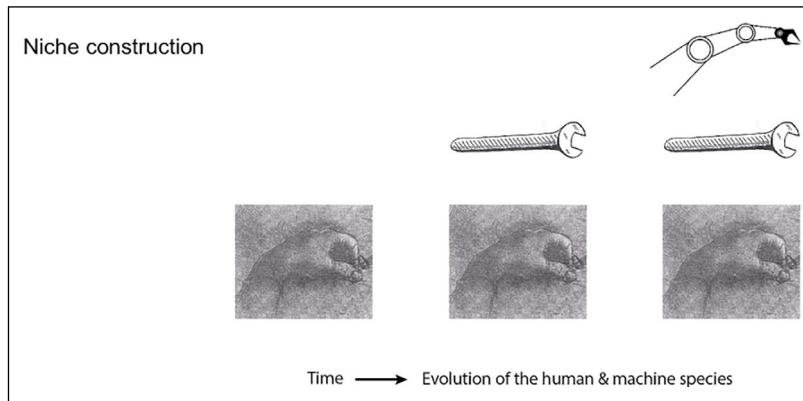 Niche construction
Time
Evolution of the human & machine species